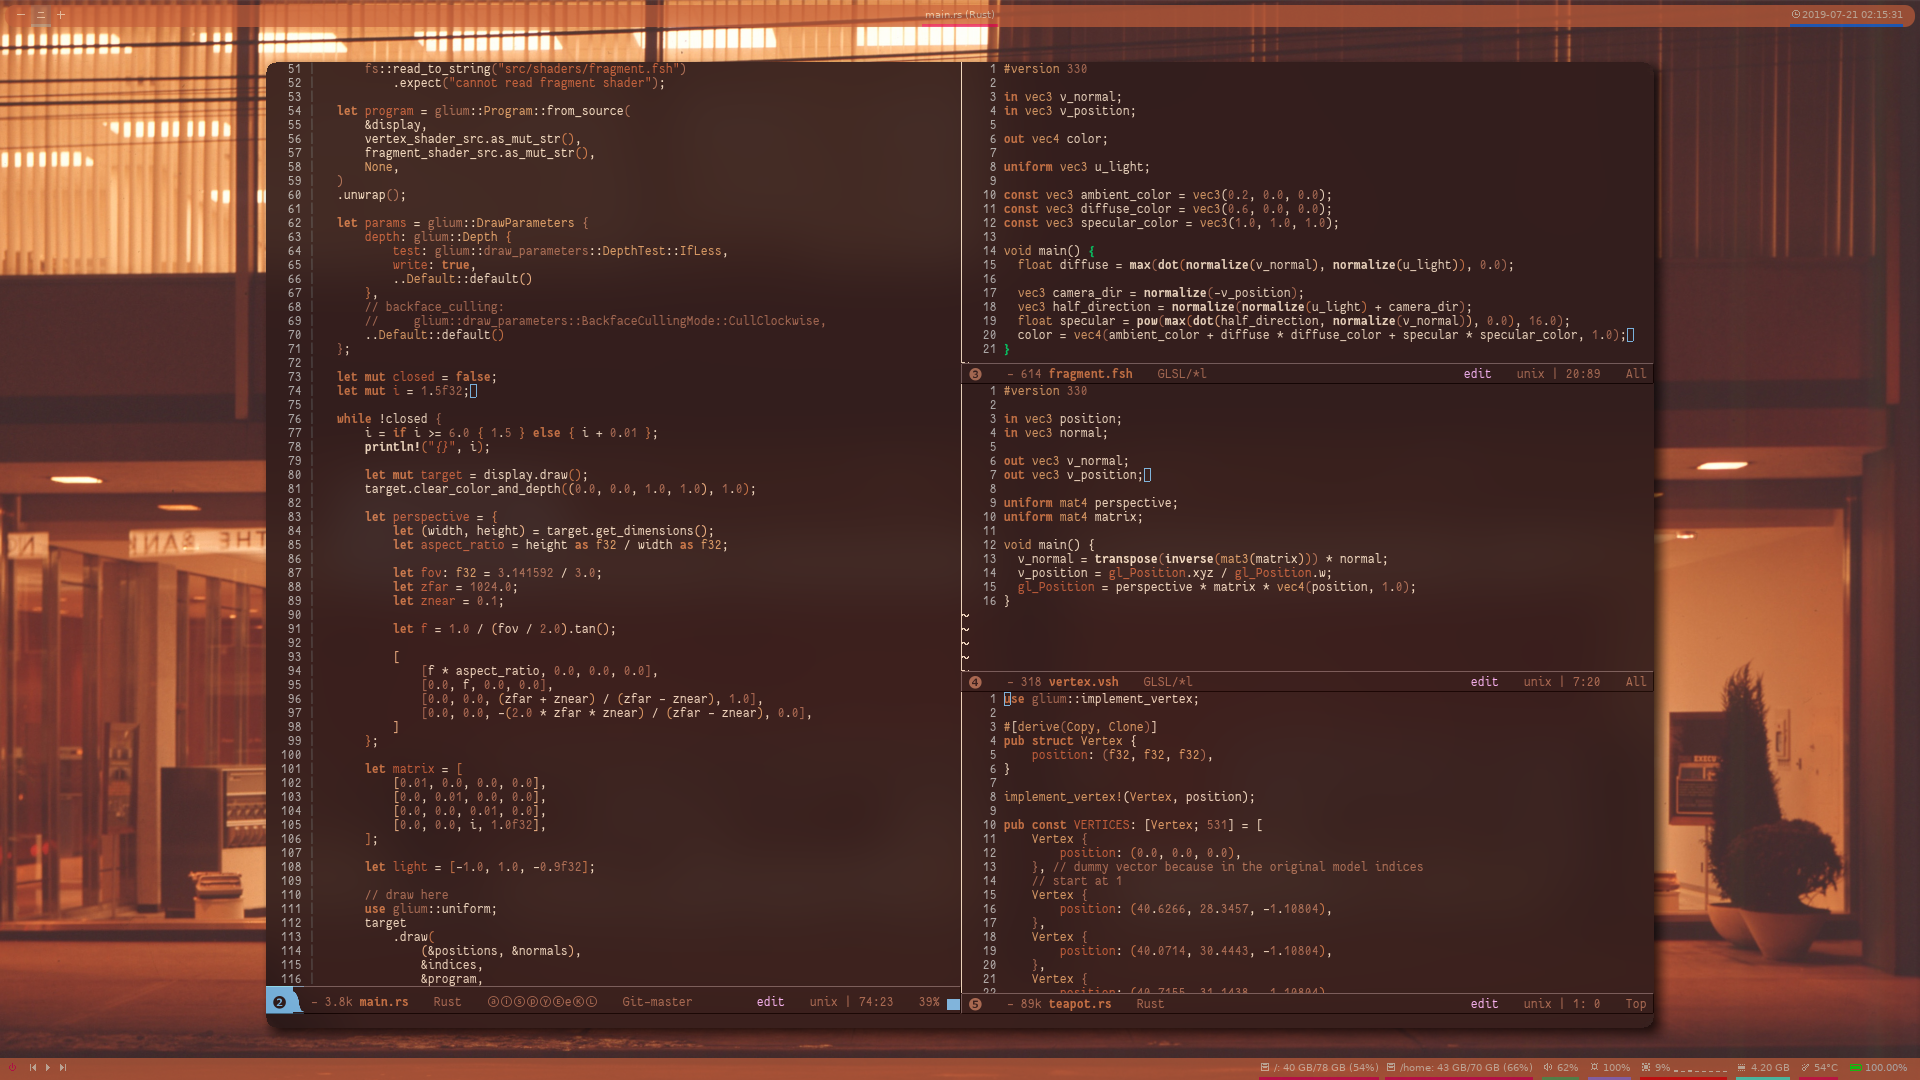 main.rs (Rust)
2019-07-21 02:15:31
51 fs::read_to_string("src/shaders/fragment.fsh")
52 .expect("cannot read fragment shader");
53
54 let program = glium::Program::from_source(
55 &display,
56 vertex_shader_src.as_mut_str(),
57 fragment_shader_src.as_mut_str(),
58 None,
59 )
60 .unwrap();
61
62 let params = glium::DrawParameters {
63 depth: glium::Depth {
64 test: glium::draw_parameters::DepthTest::IfLess,
65 write: true,
66 ..Default::default()
67 },
68 // backface_culling:
69 // glium::draw_parameters::BackfaceCullingMode::CullClockwise,
70 ..Default::default()
71 };
72
73 let mut closed = false;
74 let mut i = 1.5f32;
75
76 while !closed {
77 i = if i >= 6.0 { 1.5 } else { i + 0.01 };
78 println!("{}", i);
79
80 let mut target = display.draw();
81 target.clear_color_and_depth((0.0, 0.0, 1.0, 1.0), 1.0);
82
83 let perspective = {
84 let (width, height) = target.get_dimensions();
85 let aspect_ratio = height as f32 / width as f32;
86
87 let fov: f32 = 3.141592 / 3.0;
88 let zfar = 1024.0;
89 let znear = 0.1;
90
91 let f = 1.0 / (fov / 2.0).tan();
92
93 [
94 [f * aspect_ratio, 0.0, 0.0, 0.0],
95 [0.0, f, 0.0, 0.0],
96 [0.0, 0.0, (zfar + znear) / (zfar - znear), 1.0],
97 [0.0, 0.0, -(2.0 * zfar * znear) / (zfar - znear), 0.0],
98 ]
99 };
100
101 let matrix = [
102 [0.01, 0.0, 0.0, 0.0],
103 [0.0, 0.01, 0.0, 0.0],
104 [0.0, 0.0, 0.01, 0.0],
105 [0.0, 0.0, i, 1.0f32],
106 ];
107
108 let light = [-1.0, 1.0, -0.9f32];
109
110 // draw here
111 use glium::uniform;
112 target
113 .draw(
114 (&positions, &normals),
115 &indices,
116 &program,
2 - 3.8k main.rs Rust ⓐⒾⓈⓟⓎⒺⓔⓀⓁ Git-master edit unix | 74:23 39%
1 #version 330
2
3 in vec3 v_normal;
4 in vec3 v_position;
5
6 out vec4 color;
7
8 uniform vec3 u_light;
9
10 const vec3 ambient_color = vec3(0.2, 0.0, 0.0);
11 const vec3 diffuse_color = vec3(0.6, 0.0, 0.0);
12 const vec3 specular_color = vec3(1.0, 1.0, 1.0);
13
14 void main() {
15 float diffuse = max(dot(normalize(v_normal), normalize(u_light)), 0.0);
16
17 vec3 camera_dir = normalize(-v_position);
18 vec3 half_direction = normalize(normalize(u_light) + camera_dir);
19 float specular = pow(max(dot(half_direction, normalize(v_normal)), 0.0), 16.0);
20 color = vec4(ambient_color + diffuse * diffuse_color + specular * specular_color, 1.0);
21 }
3 - 614 fragment.fsh GLSL/*l edit unix | 20:89 All
1 #version 330
2
3 in vec3 position;
4 in vec3 normal;
5
6 out vec3 v_normal;
7 out vec3 v_position;
8
9 uniform mat4 perspective;
10 uniform mat4 matrix;
11
12 void main() {
13 v_normal = transpose(inverse(mat3(matrix))) * normal;
14 v_position = gl_Position.xyz / gl_Position.w;
15 gl_Position = perspective * matrix * vec4(position, 1.0);
16 }
~
~
~
~
4 - 318 vertex.vsh GLSL/*l edit unix | 7:20 All
1 use glium::implement_vertex;
2
3 #[derive(Copy, Clone)]
4 pub struct Vertex {
5 position: (f32, f32, f32),
6 }
7
8 implement_vertex!(Vertex, position);
9
10 pub const VERTICES: [Vertex; 531] = [
11 Vertex {
12 position: (0.0, 0.0, 0.0),
13 }, // dummy vector because in the original model indices
14 // start at 1
15 Vertex {
16 position: (40.6266, 28.3457, -1.10804),
17 },
18 Vertex {
19 position: (40.0714, 30.4443, -1.10804),
20 },
21 Vertex {
22 position: (40.7155, 31.1438, -1.10804),
5 - 89k teapot.rs Rust edit unix | 1: 0 Top
THE BANK
EXECU
/: 40 GB/78 GB (54%) /home: 43 GB/70 GB (66%) 62% 100% 9% 4.20 GB 54°C 100.00%